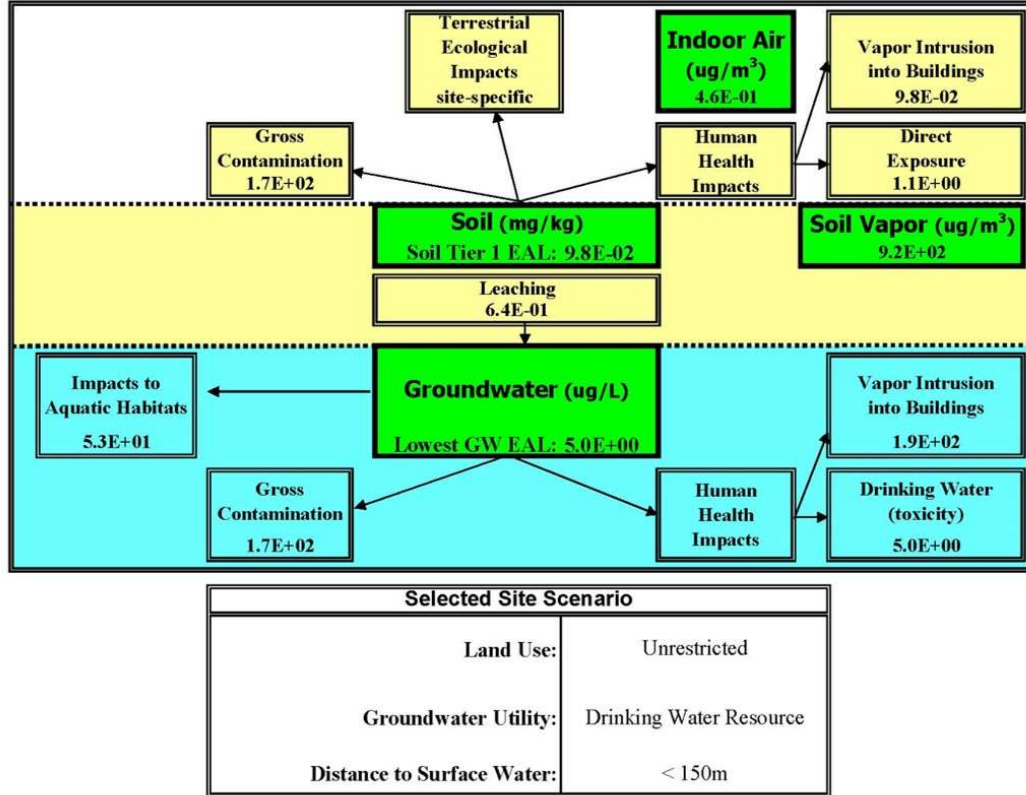 Terrestrial
Ecological
Impacts
site-specific
Indoor Air
(ug/m³)
4.6E-01
Vapor Intrusion
into Buildings
9.8E-02
Gross
Contamination
1.7E+02
Human
Health
Impacts
Direct
Exposure
1.1E+00
Soil (mg/kg)
Soil Tier 1 EAL: 9.8E-02
Soil Vapor (ug/m³)
9.2E+02
Leaching
6.4E-01
Impacts to
Aquatic Habitats
5.3E+01
Groundwater (ug/L)
Lowest GW EAL: 5.0E+00
Vapor Intrusion
into Buildings
1.9E+02
Gross
Contamination
1.7E+02
Human
Health
Impacts
Drinking Water
(toxicity)
5.0E+00
Selected Site Scenario
Land Use: Unrestricted
Groundwater Utility: Drinking Water Resource
Distance to Surface Water: < 150m